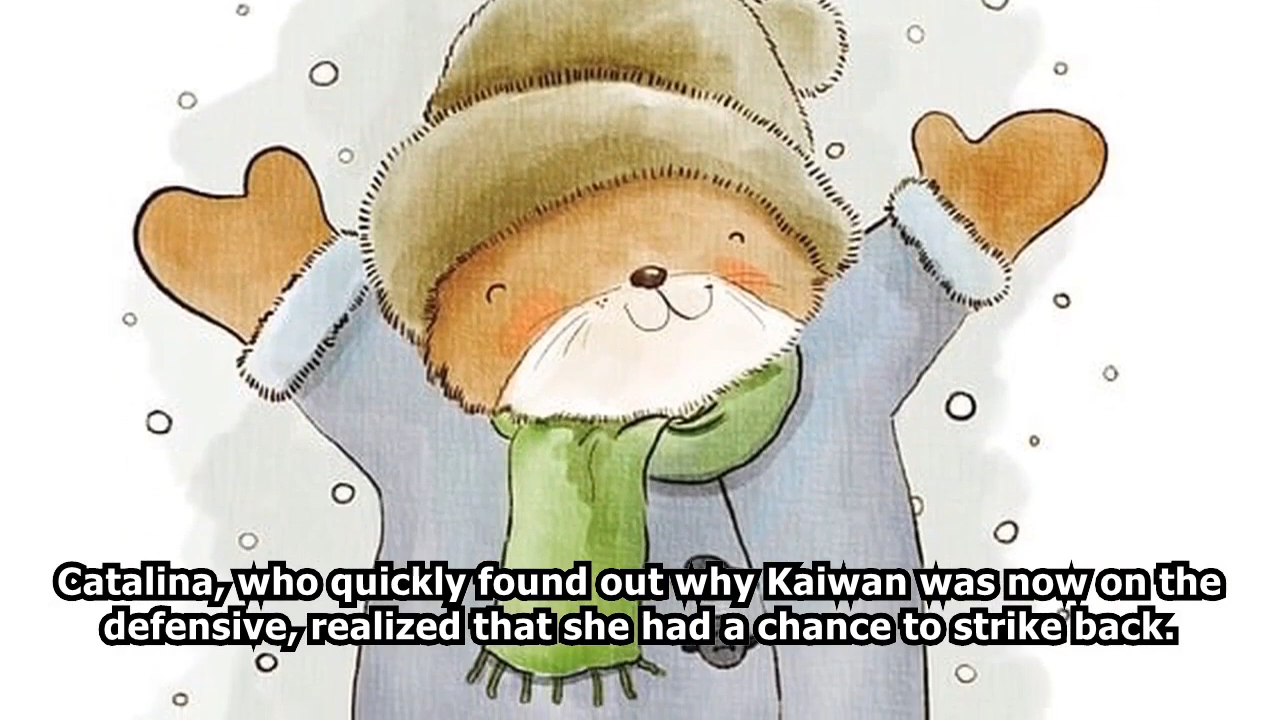 Catalina, who quickly found out why Kaiwan was now on the
defensive, realized that she had a chance to strike back.